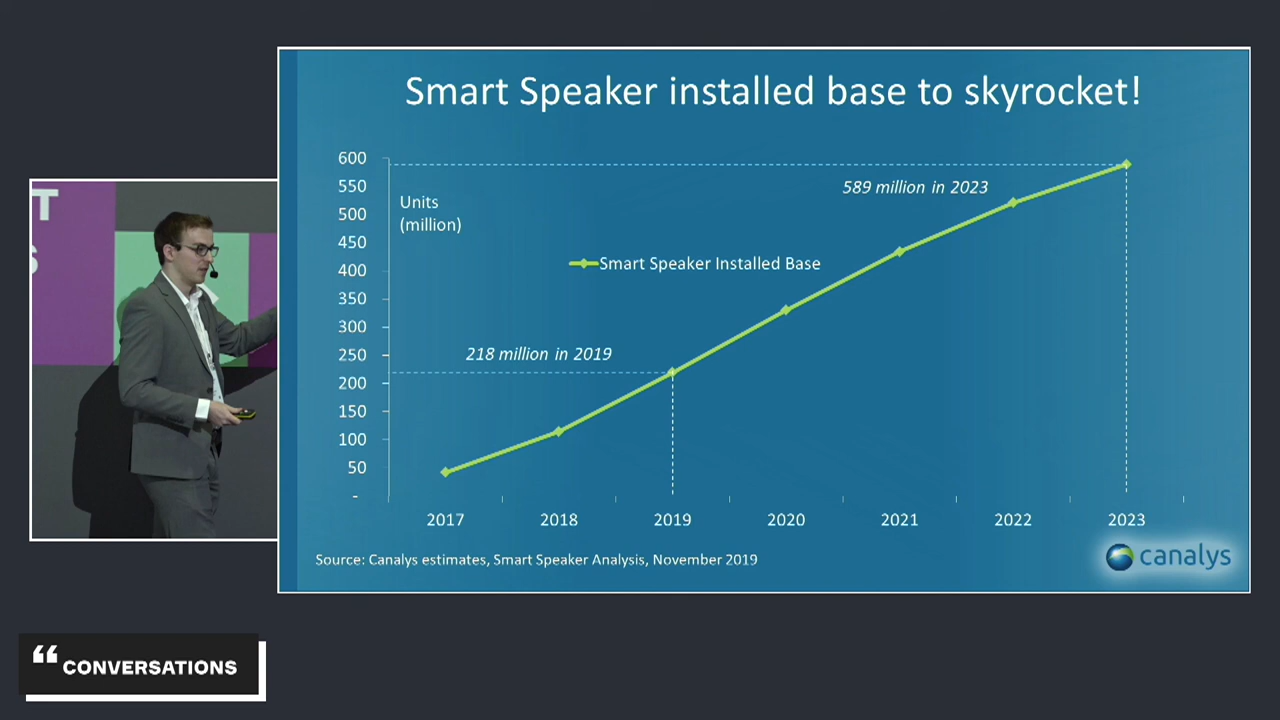 Smart Speaker installed base to skyrocket!
600
550
500
450
400
350
300
250
200
150
100
50
-
Units
(million)
589 million in 2023
Smart Speaker Installed Base
218 million in 2019
2017 2018 2019 2020 2021 2022 2023
Source: Canalys estimates, Smart Speaker Analysis, November 2019
canalys
T
S
“ CONVERSATIONS